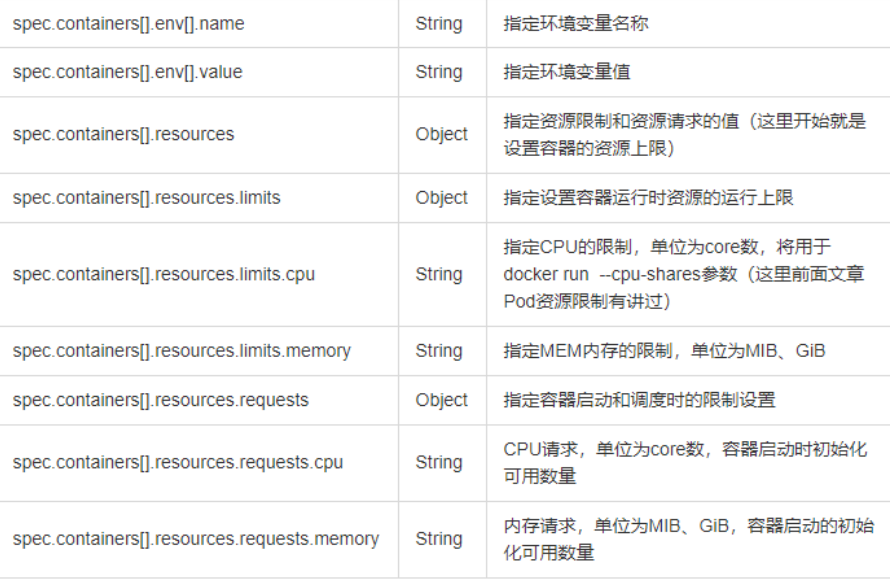 spec.containers[].env[].name String 指定环境变量名称
spec.containers[].env[].value String 指定环境变量值
spec.containers[].resources Object 指定资源限制和资源请求的值（这里开始就是
设置容器的资源上限）
spec.containers[].resources.limits Object 指定设置容器运行时资源的运行上限
spec.containers[].resources.limits.cpu String 指定CPU的限制，单位为core数，将用于
docker run --cpu-shares参数（这里前面文章
Pod资源限制有讲过）
spec.containers[].resources.limits.memory String 指定MEM内存的限制，单位为MIB、GiB
spec.containers[].resources.requests Object 指定容器启动和调度时的限制设置
spec.containers[].resources.requests.cpu String CPU请求，单位为core数，容器启动时初始化
可用数量
spec.containers[].resources.requests.memory String 内存请求，单位为MIB、GiB，容器启动的初始
化可用数量